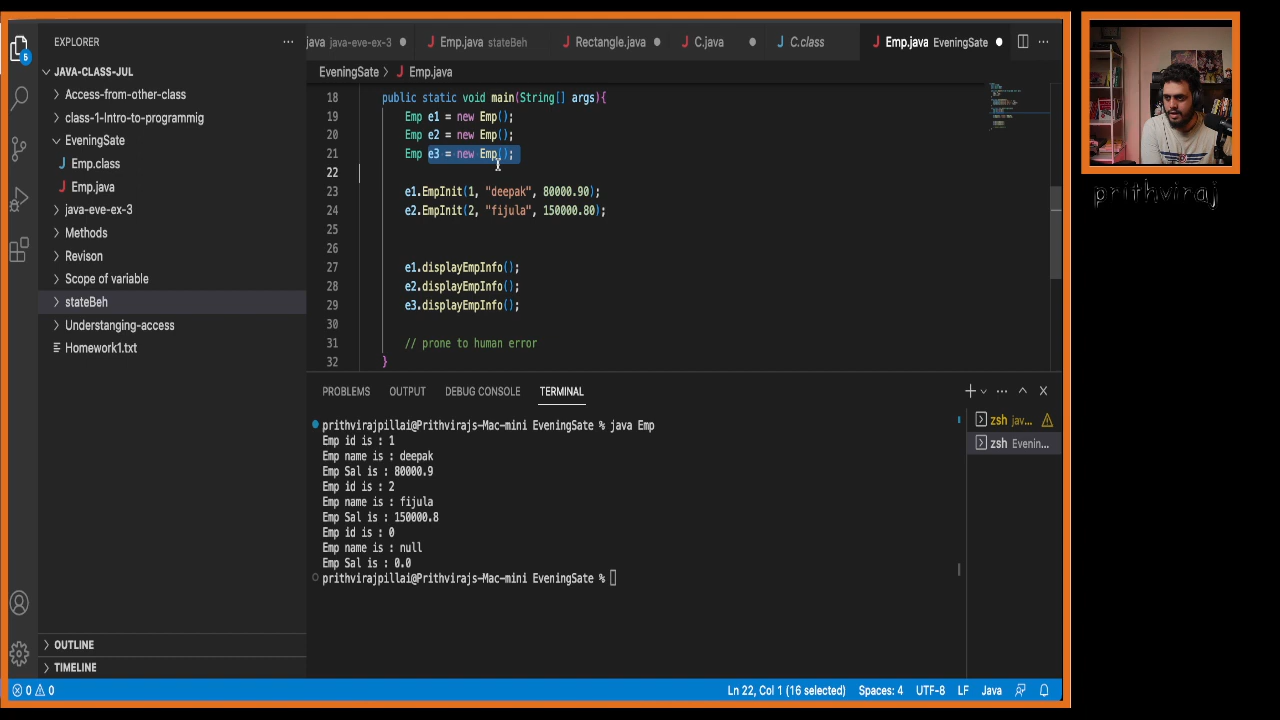 EXPLORER
java java-eve-ex-3
Emp.java stateBeh
Rectangle.java
C.java
C.class
Emp.java EveningSate
5
JAVA-CLASS-JUL
Access-from-other-class
class-1-Intro-to-programmig
EveningSate
Emp.class
Emp.java
java-eve-ex-3
Methods
Revison
Scope of variable
stateBeh
Understanging-access
Homework1.txt
OUTLINE
TIMELINE
EveningSate > Emp.java
18 public static void main(String[] args){
19 Emp e1 = new Emp();
20 Emp e2 = new Emp();
21 Emp e3 = new Emp();
22
23 e1.EmpInit(1, "deepak", 80000.90);
24 e2.EmpInit(2, "fijula", 150000.80);
25
26
27 e1.displayEmpInfo();
28 e2.displayEmpInfo();
29 e3.displayEmpInfo();
30
31 // prone to human error
32 }
PROBLEMS OUTPUT DEBUG CONSOLE TERMINAL
prithvirajpillai@Prithvirajs-Mac-mini EveningSate % java Emp
Emp id is : 1
Emp name is : deepak
Emp Sal is : 80000.9
Emp id is : 2
Emp name is : fijula
Emp Sal is : 150000.8
Emp id is : 0
Emp name is : null
Emp Sal is : 0.0
prithvirajpillai@Prithvirajs-Mac-mini EveningSate %
zsh jav...
zsh Evenin...
0 0
Ln 22, Col 1 (16 selected) Spaces: 4 UTF-8 LF Java
prithviraj